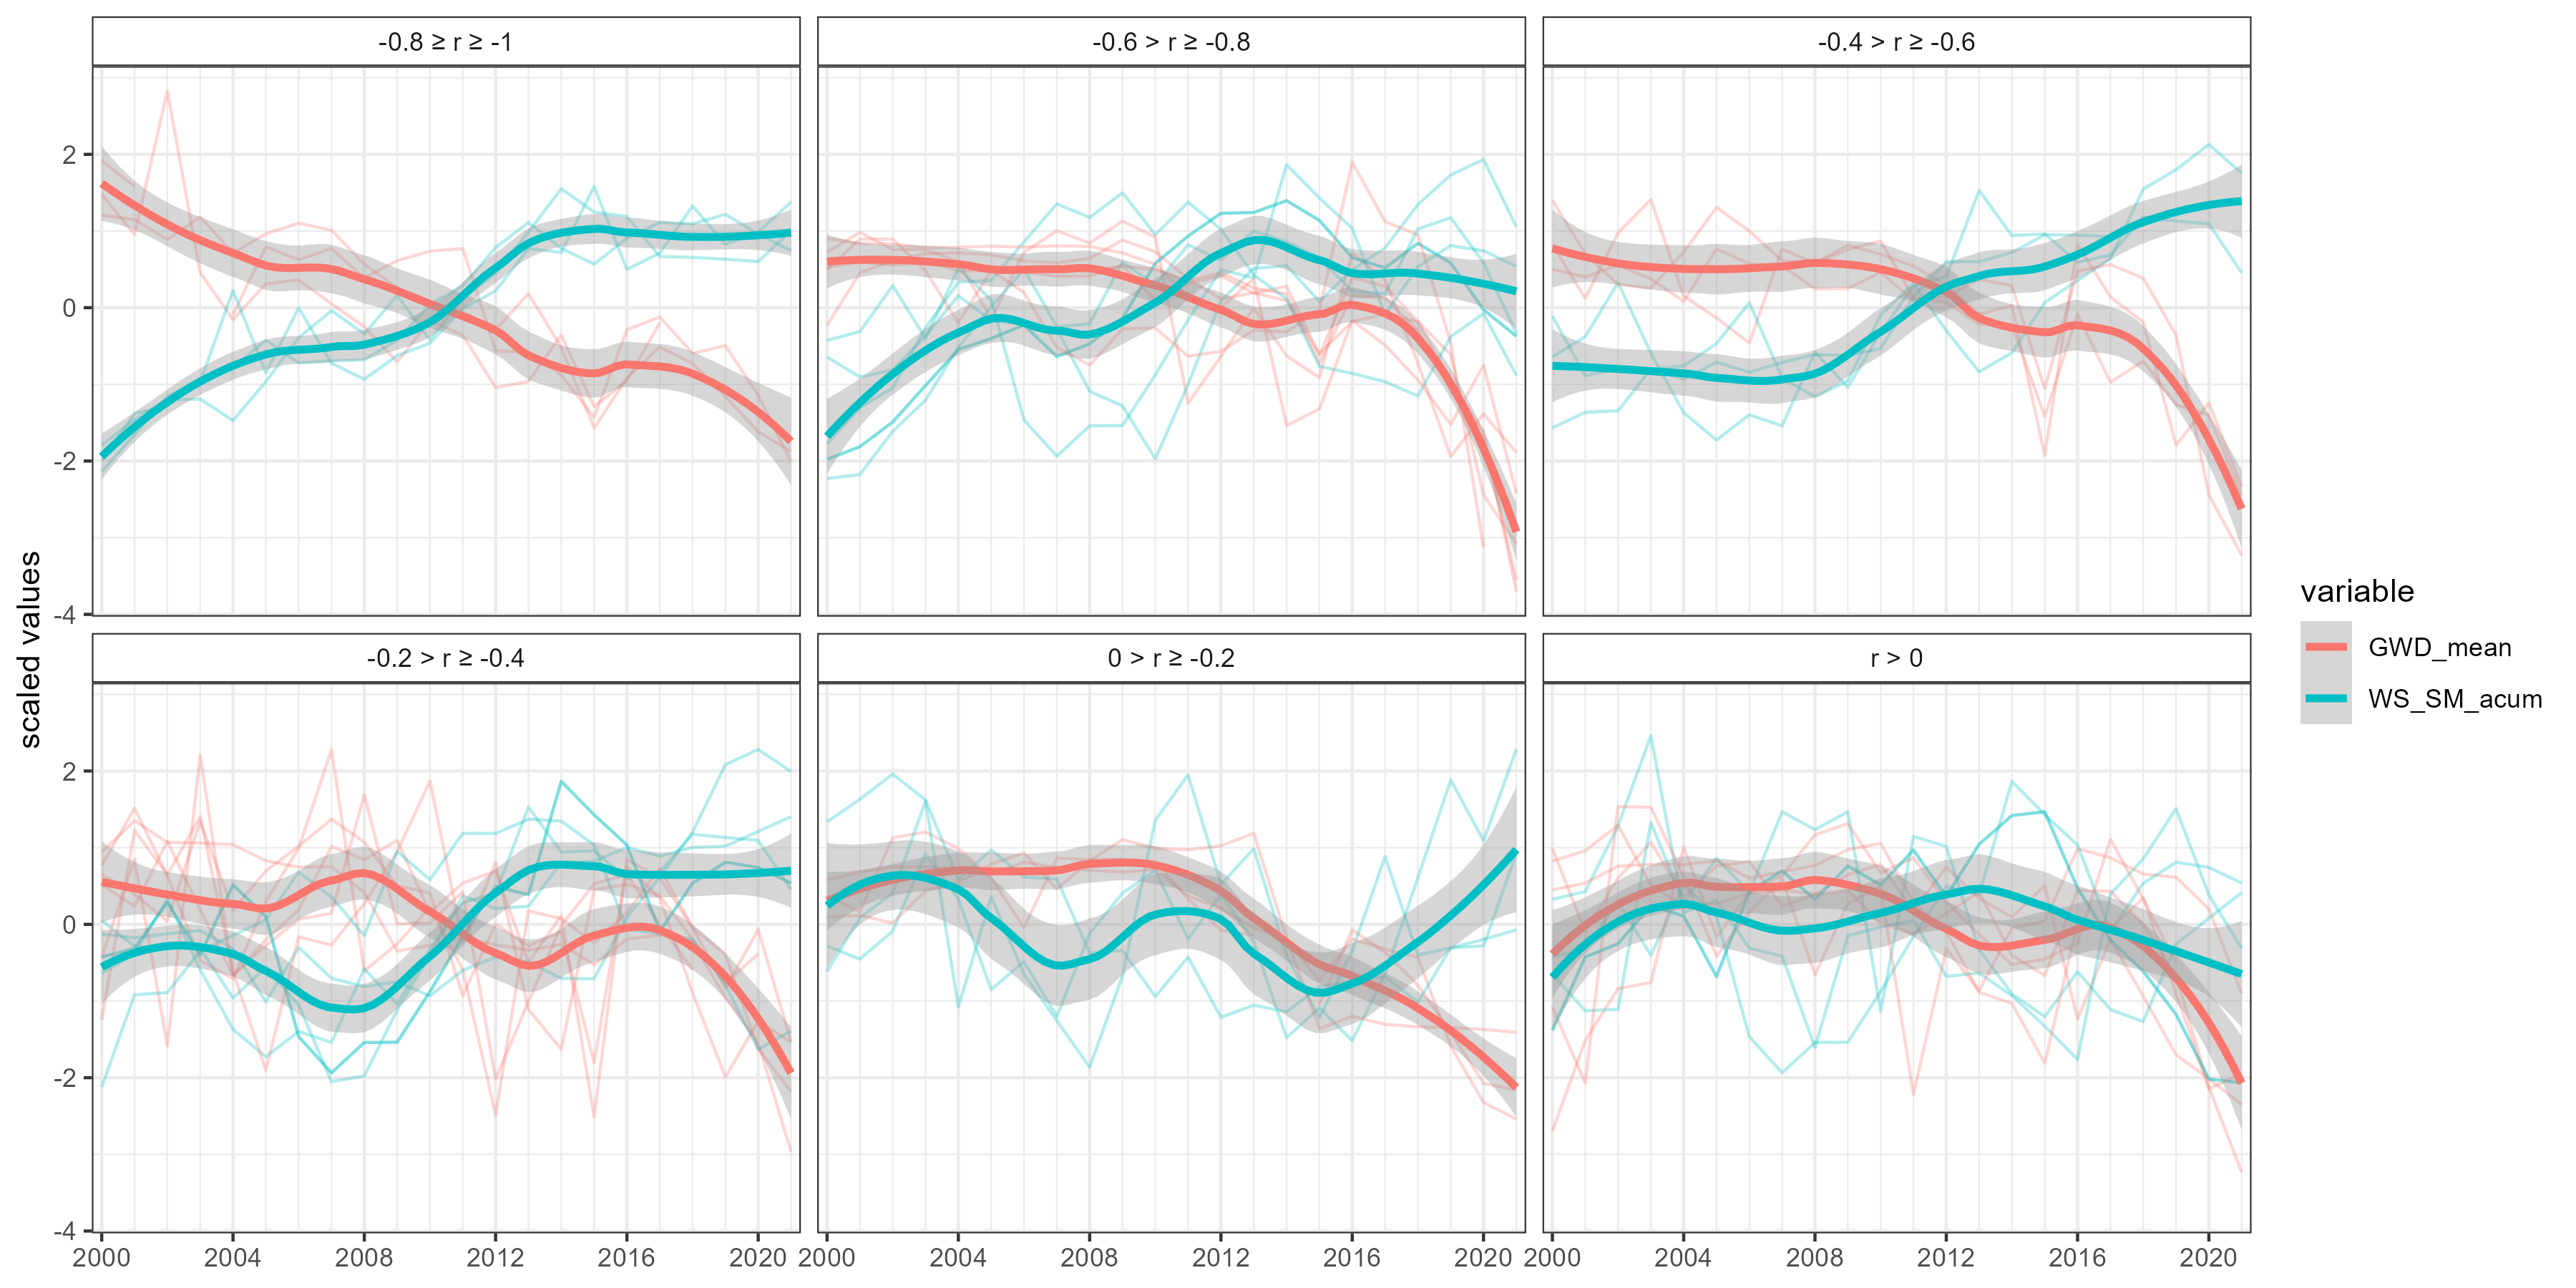 -0.8 ≥ r ≥ -1
-0.6 > r ≥ -0.8
-0.4 > r ≥ -0.6
2
0
-2
-4
scaled values
-0.2 > r ≥ -0.4
0 > r ≥ -0.2
r > 0
2
0
-2
-4
2000 2004 2008 2012 2016 2020
2000 2004 2008 2012 2016 2020
2000 2004 2008 2012 2016 2020
variable
GWD_mean
WS_SM_acum